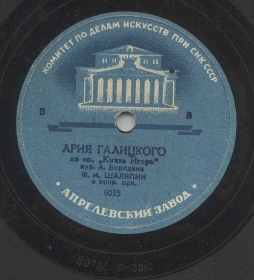 КОМИТЕТ ПО ДЕЛАМ ИСКУССТВ ПРИ СНК СССР
В В
АРИЯ ГАЛИЦКОГО
из оп. „Князь Игорь"
муз. А. Бородина
Ф. И. ШАЛЯПИН
в сопр. орк.
8075
· АПРЕЛЕВСКИЙ ЗАВОД ·